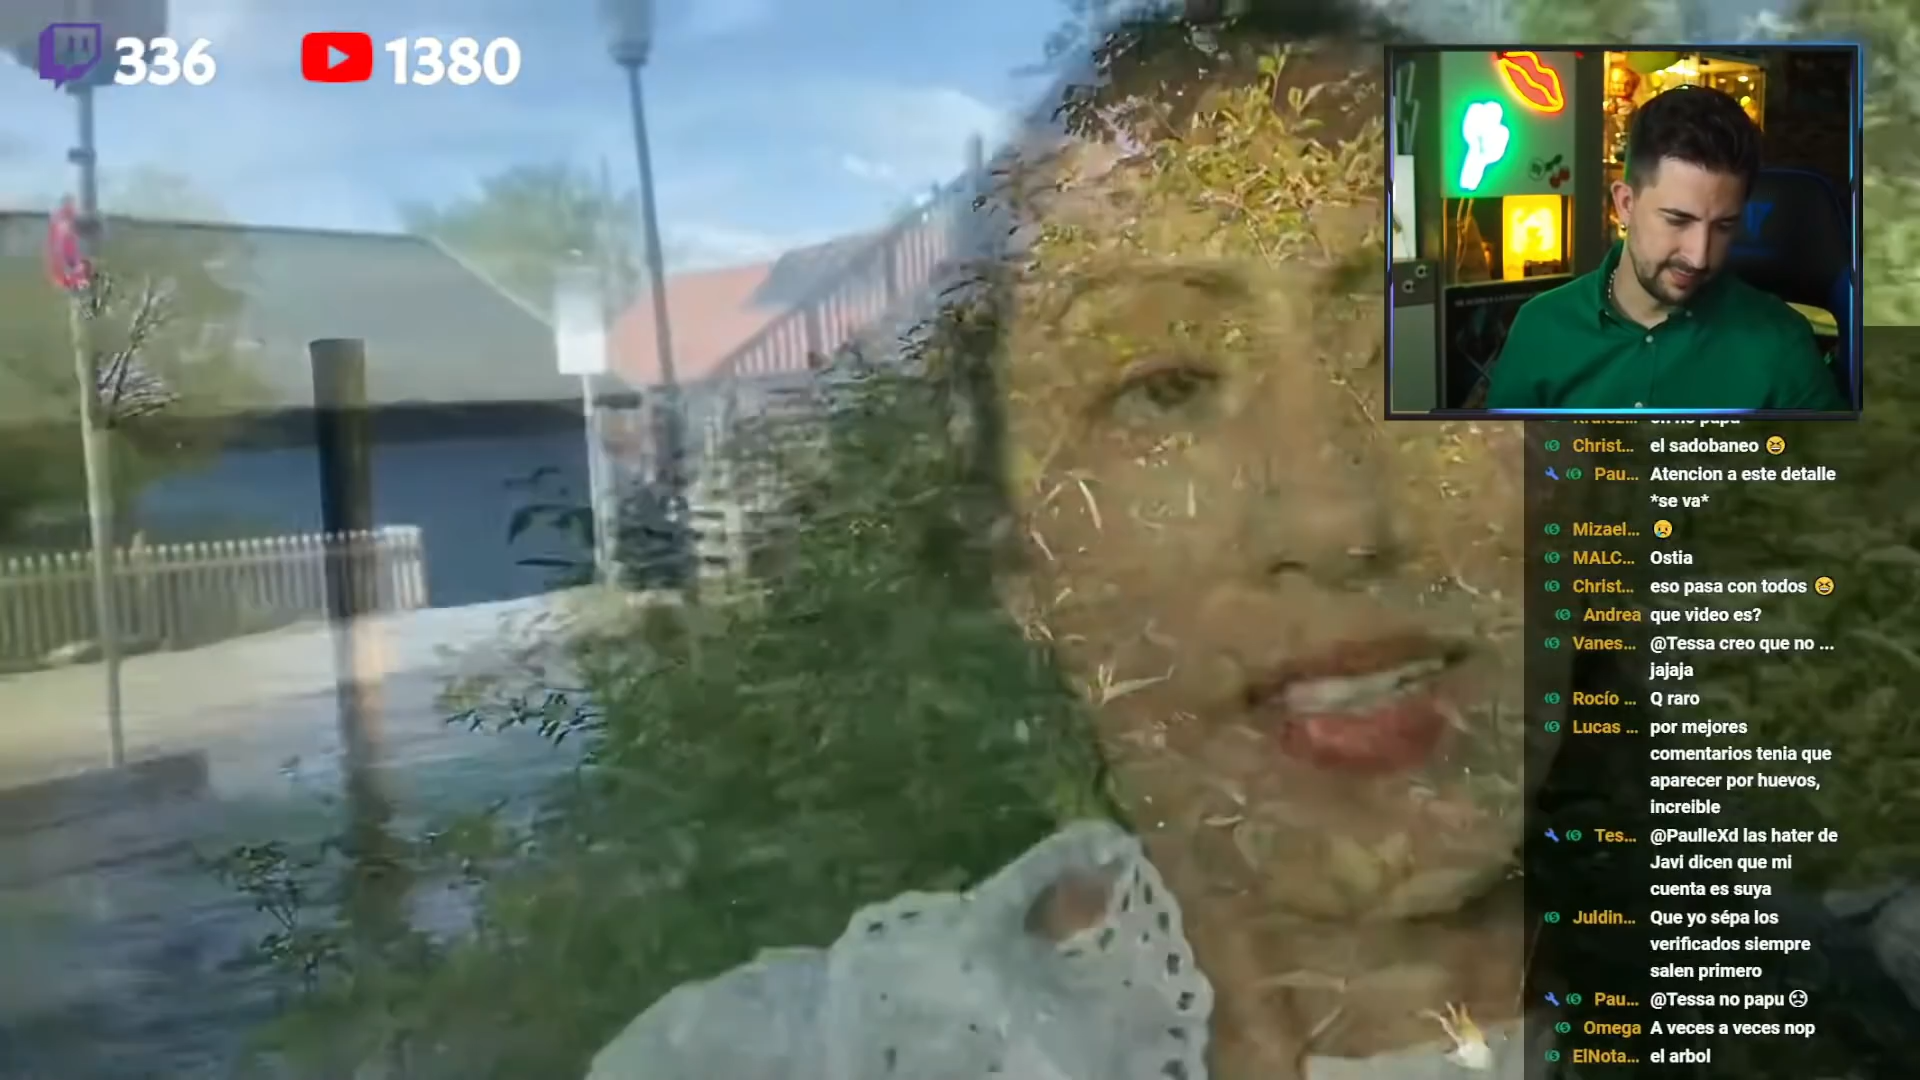 336
1380
Christ... el sadobaneo
Pau... Atencion a este detalle
*se va*
Mizael...
MALC... Ostia
Christ... eso pasa con todos
Andrea que video es?
Vanes... @Tessa creo que no ...
jajaja
Rocío ... Q raro
Lucas ... por mejores
comentarios tenia que
aparecer por huevos,
increible
Tes... @PaulleXd las hater de
Javi dicen que mi
cuenta es suya
Juldin... Que yo sépa los
verificados siempre
salen primero
Pau... @Tessa no papu
Omega A veces a veces nop
ElNota... el arbol